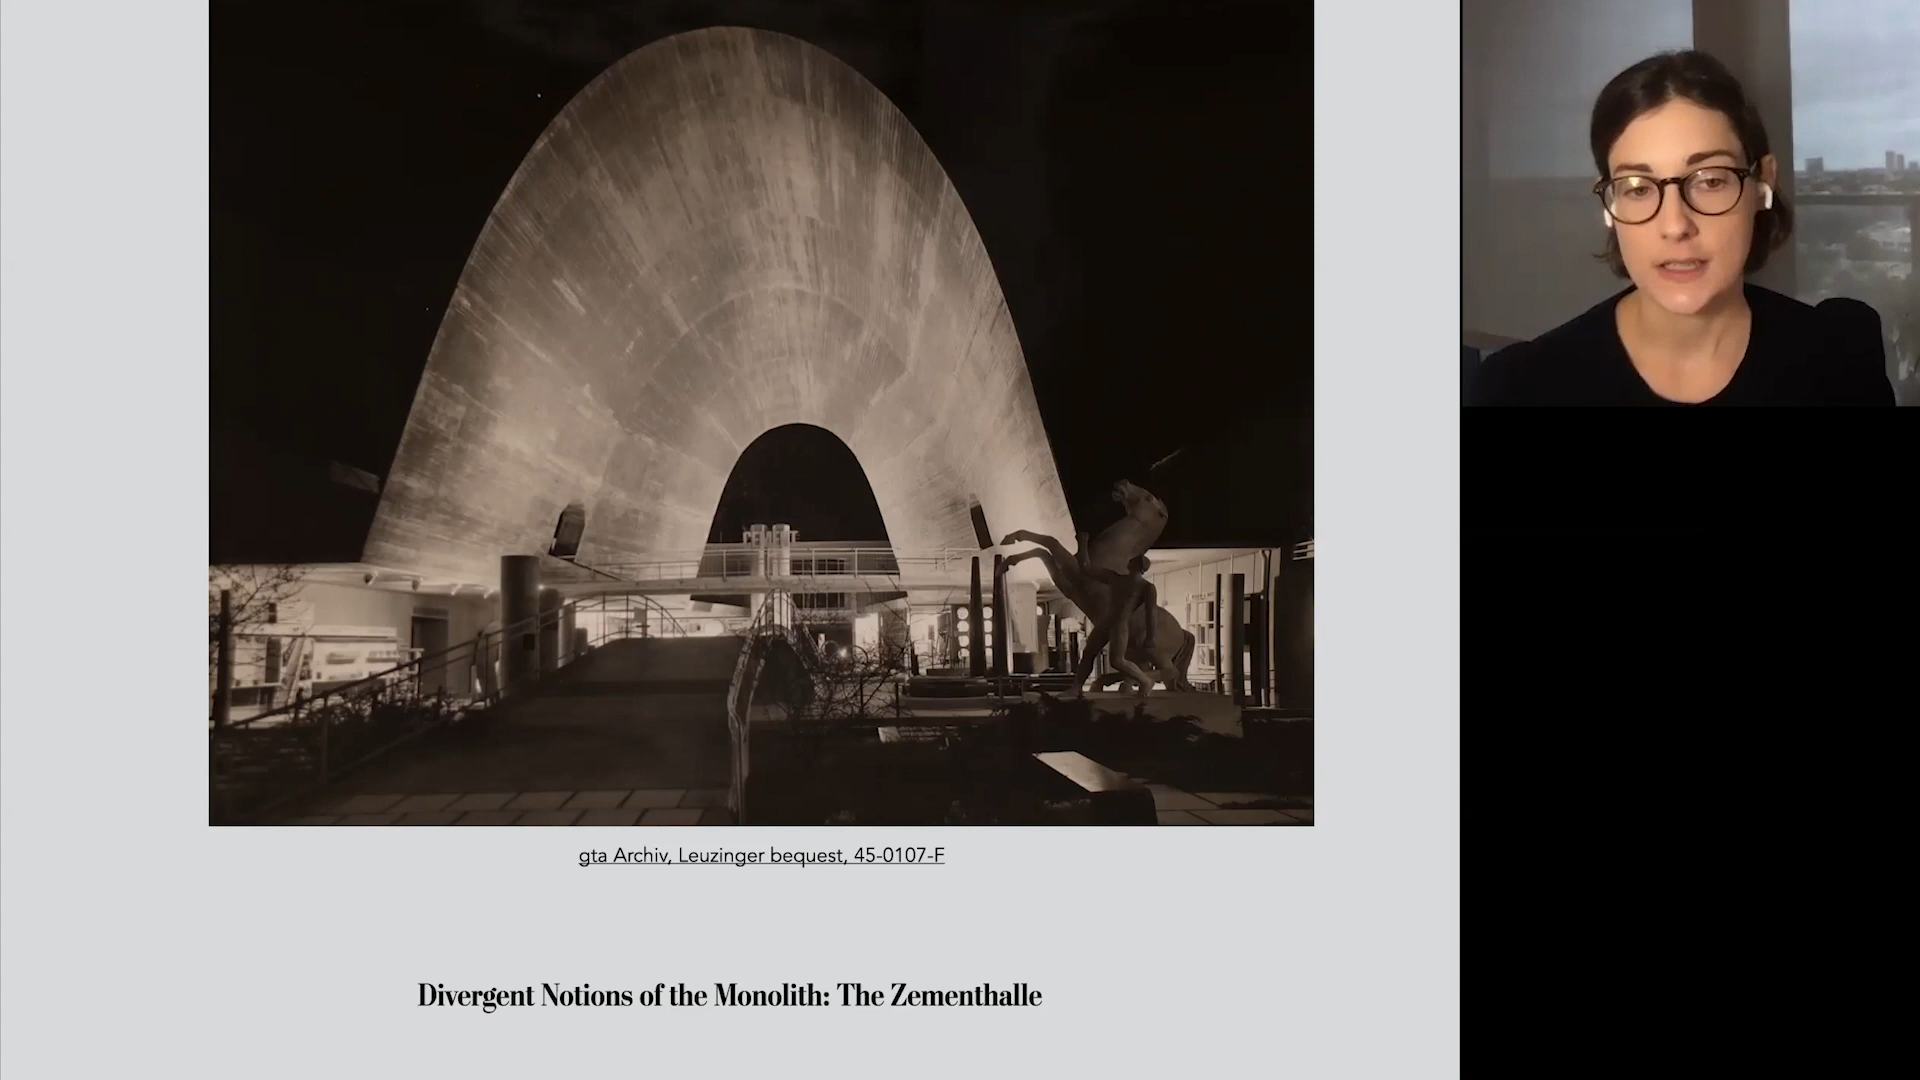 CEMENT
gta Archiv, Leuzinger bequest, 45-0107-F
Divergent Notions of the Monolith: The Zementhalle